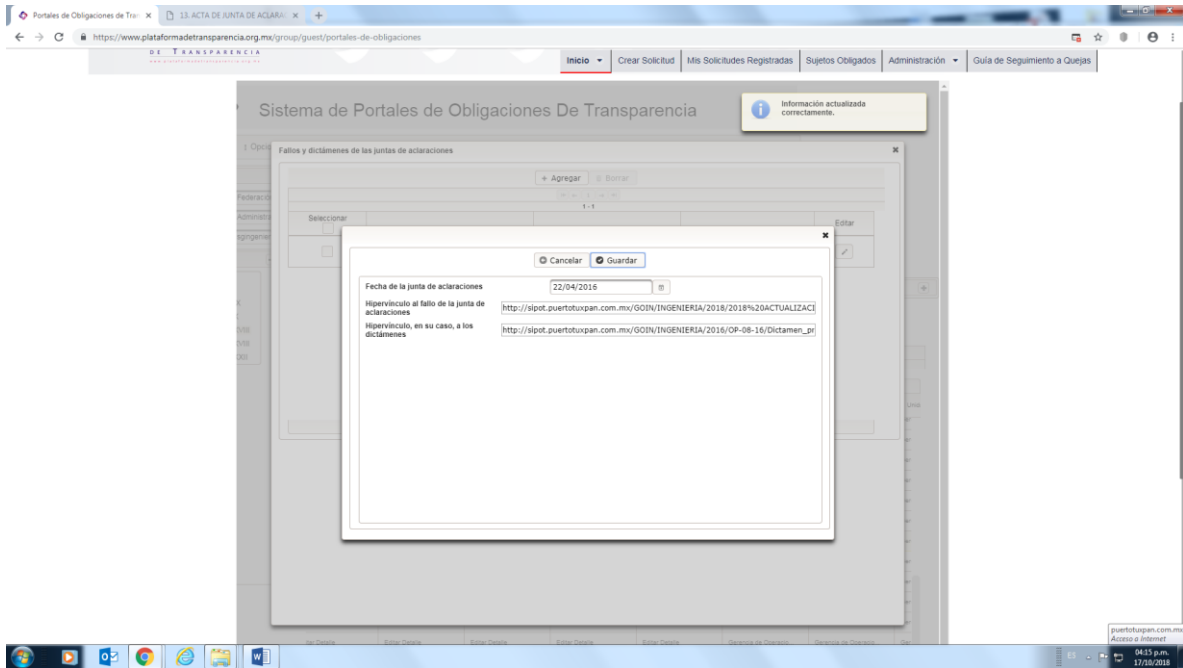 Portales de Obligaciones de Tran
13. ACTA DE JUNTA DE ACLARA
https://www.plataformadetransparencia.org.mx/group/guest/portales-de-obligaciones
DE TRANSPARENCIA
Inicio
Crear Solicitud
Mis Solicitudes Registradas
Sujetos Obligados
Administración
Guía de Seguimiento a Quejas
Sistema de Portales de Obligaciones De Transparencia
Información actualizada
correctamente.
Fallos y dictámenes de las juntas de aclaraciones
Agregar
Borrar
1 - 1
Seleccionar
Editar
Cancelar
Guardar
Fecha de la junta de aclaraciones
22/04/2016
Hipervínculo al fallo de la junta de
aclaraciones
http://sipot.puertotuxpan.com.mx/GOIN/INGENIERIA/2018/2018%20ACTUALIZACI
Hipervínculo, en su caso, a los
dictámenes
http://sipot.puertotuxpan.com.mx/GOIN/INGENIERIA/2016/OP-08-16/Dictamen_pr
Editar Detalle
Editar Detalle
Editar Detalle
Editar Detalle
puertotuxpan.com.mx
Acceso a Internet
ES
04:15 p.m.
17/10/2018